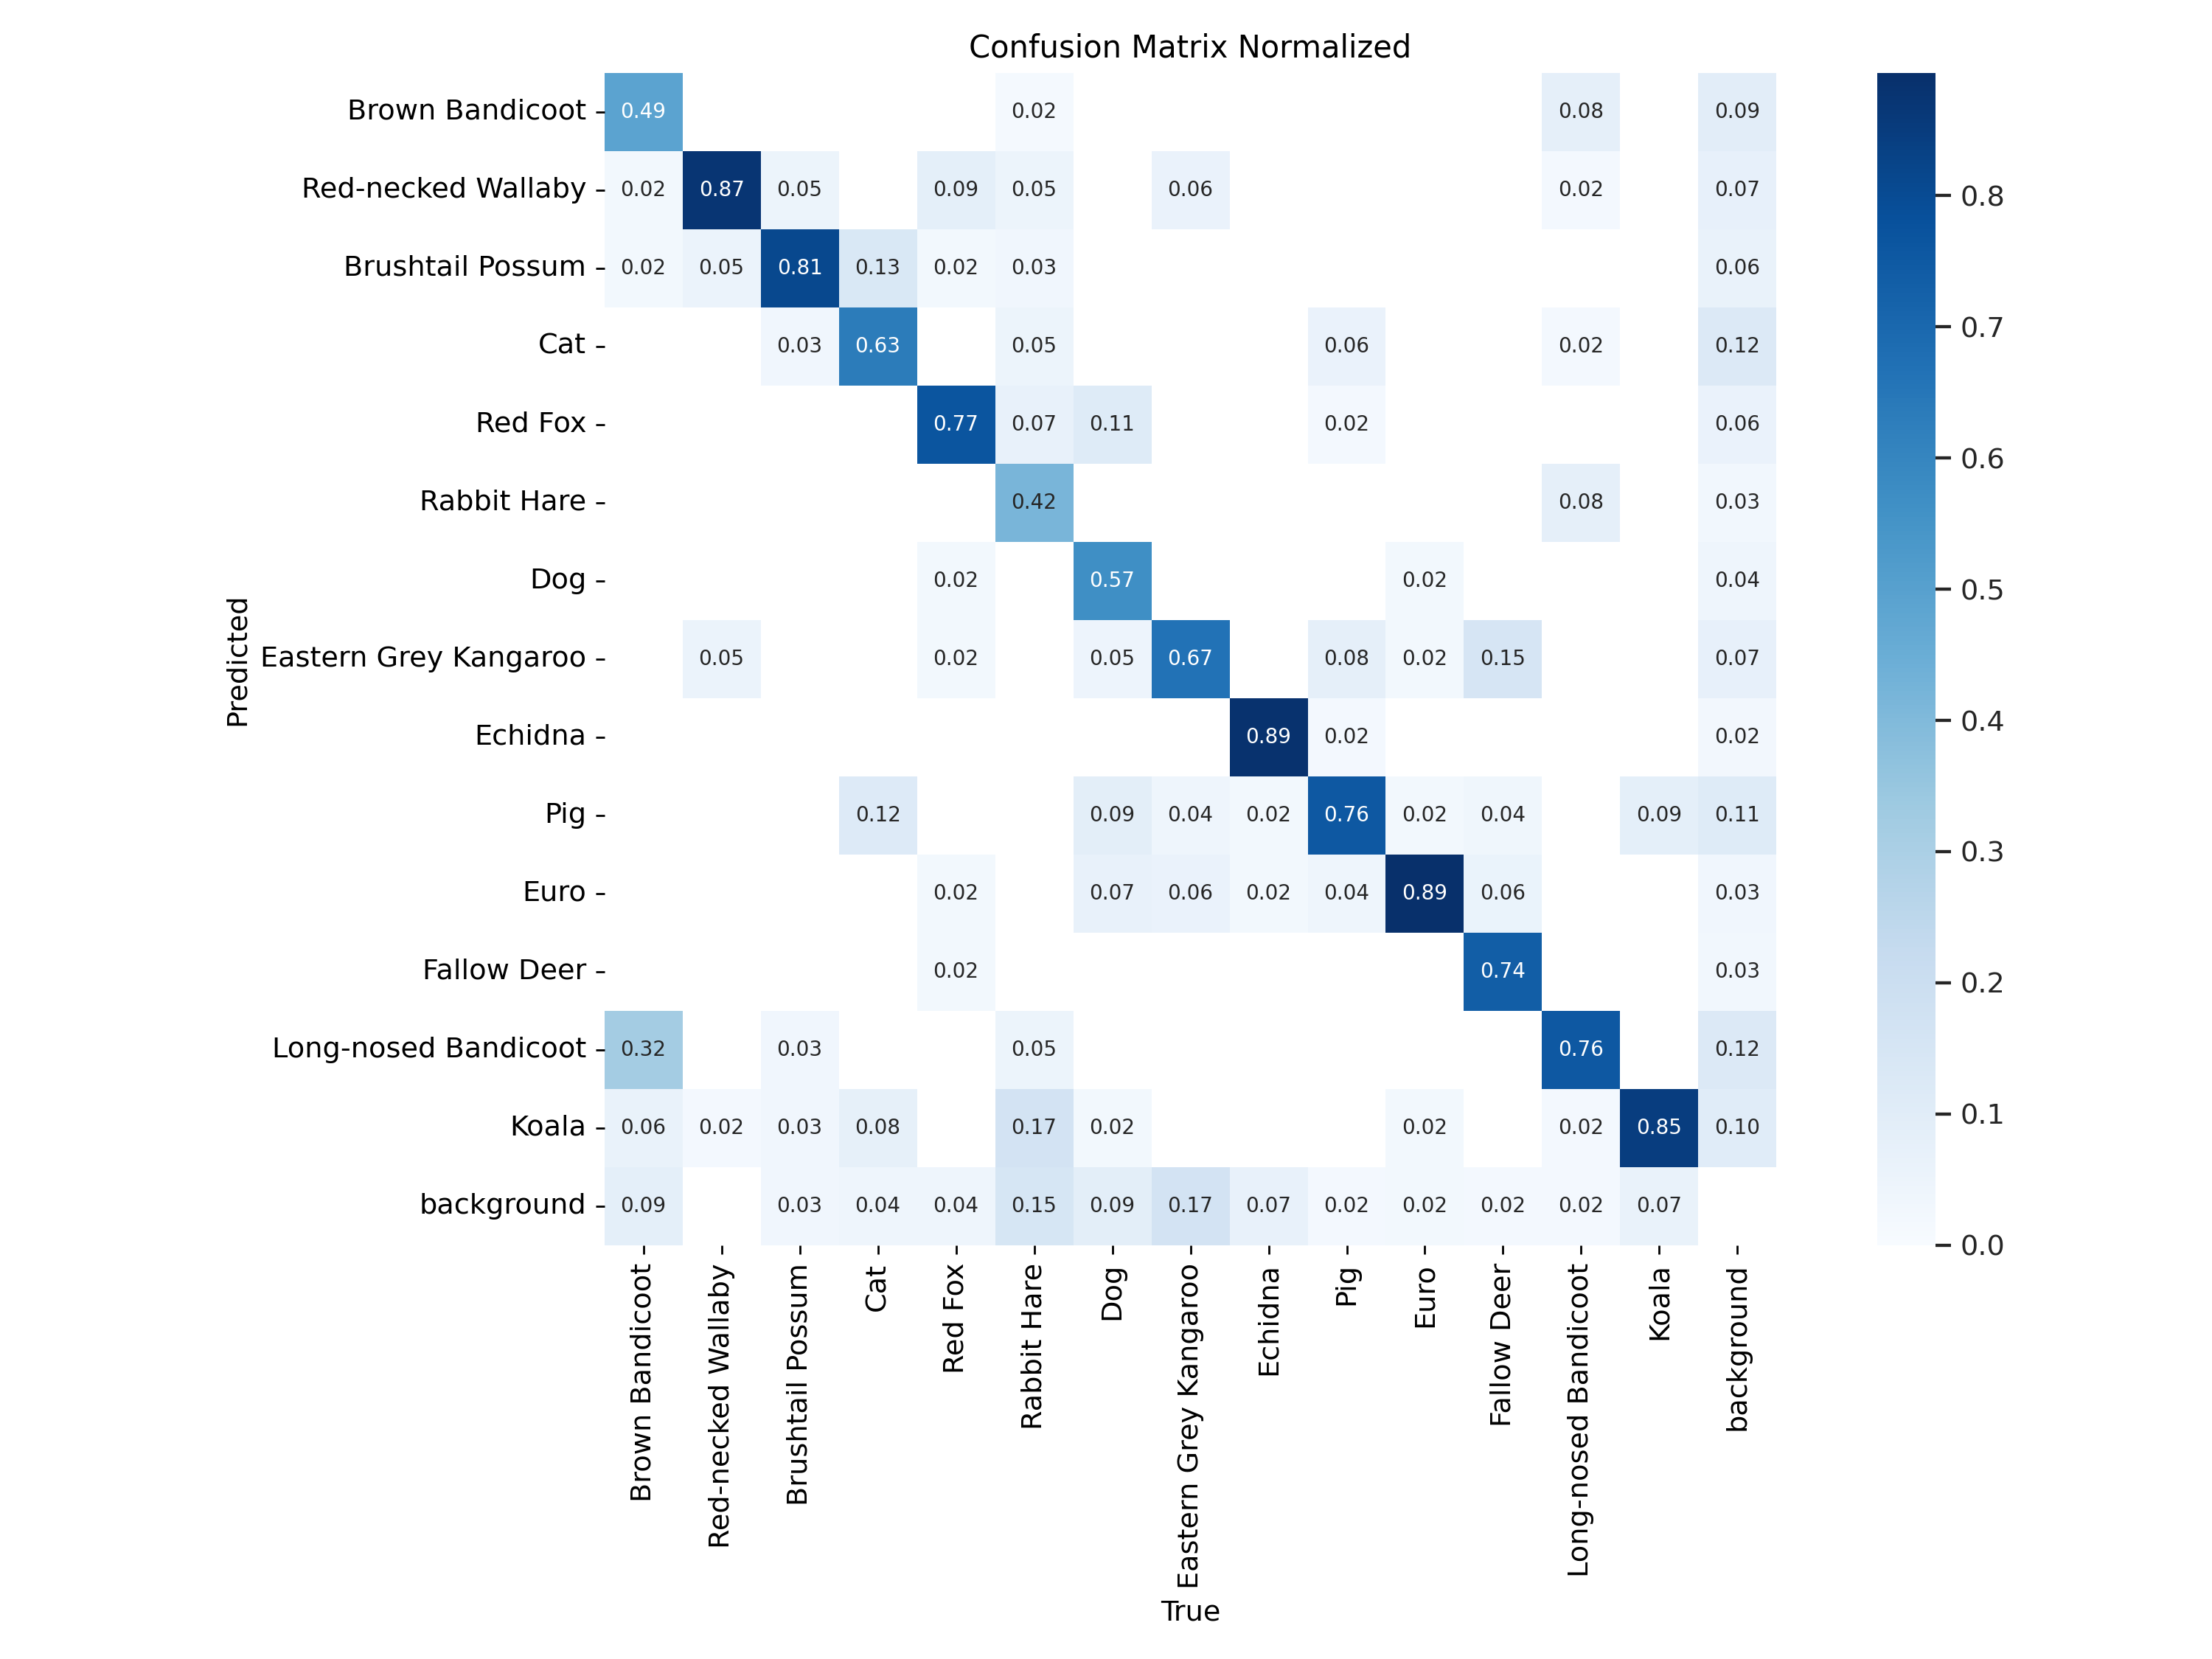 Confusion Matrix Normalized
Brown Bandicoot 0.49 0.02 0.08 0.09
Red-necked Wallaby 0.02 0.87 0.05 0.09 0.05 0.06 0.02 0.07
0.8
Brushtail Possum 0.02 0.05 0.81 0.13 0.02 0.03 0.06
Cat 0.03 0.63 0.05 0.06 0.02 0.12
0.7
Red Fox 0.77 0.07 0.11 0.02 0.06
0.6
Rabbit Hare 0.42 0.08 0.03
Dog 0.02 0.57 0.02 0.04
0.5
Predicted
Eastern Grey Kangaroo 0.05 0.02 0.05 0.67 0.08 0.02 0.15 0.07
0.4
Echidna 0.89 0.02 0.02
Pig 0.12 0.09 0.04 0.02 0.76 0.02 0.04 0.09 0.11
0.3
Euro 0.02 0.07 0.06 0.02 0.04 0.89 0.06 0.03
Fallow Deer 0.02 0.74 0.03
0.2
Long-nosed Bandicoot 0.32 0.03 0.05 0.76 0.12
0.1
Koala 0.06 0.02 0.03 0.08 0.17 0.02 0.02 0.02 0.85 0.10
background 0.09 0.03 0.04 0.04 0.15 0.09 0.17 0.07 0.02 0.02 0.02 0.02 0.07
0.0
Brown Bandicoot
Red-necked Wallaby
Brushtail Possum
Cat
Red Fox
Rabbit Hare
Dog
Eastern Grey Kangaroo
Echidna
Pig
Euro
Fallow Deer
Long-nosed Bandicoot
Koala
background
True